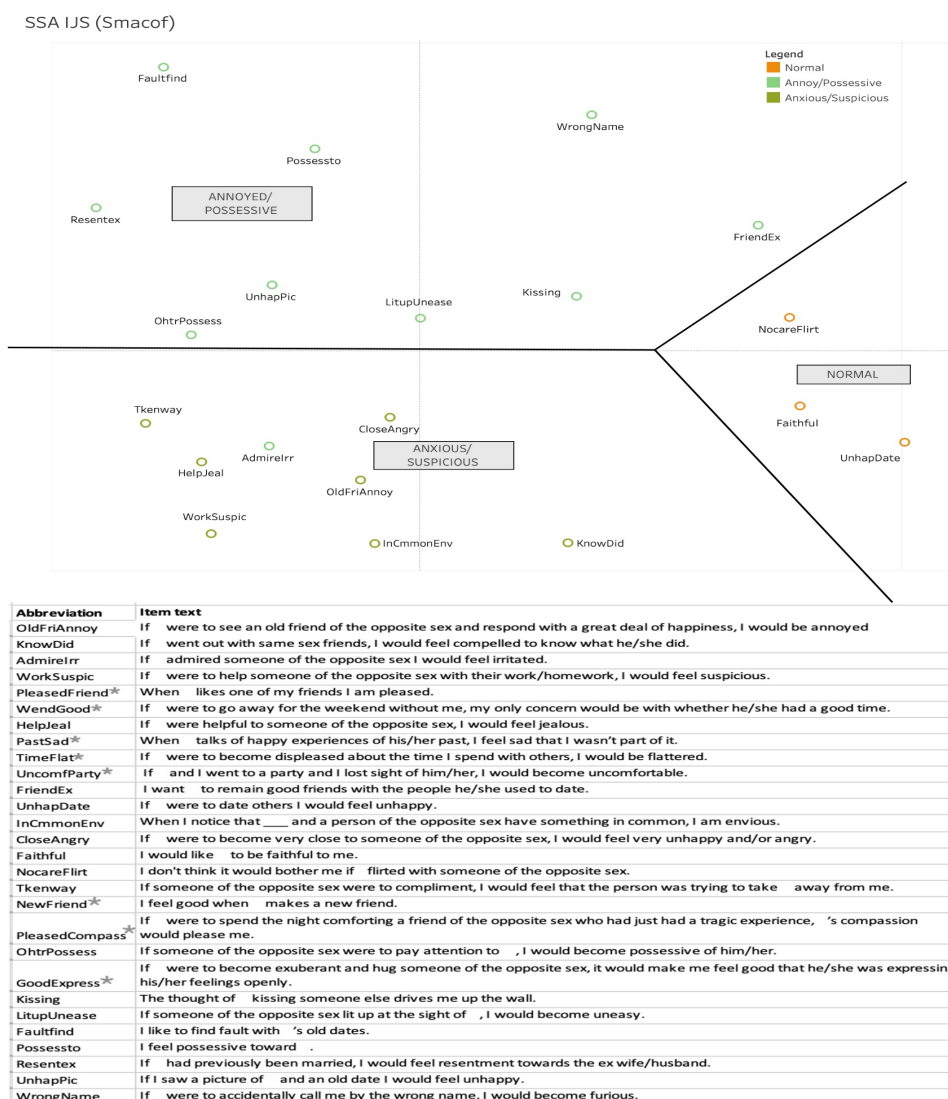 SSA IJS (Smacof)
Legend
Normal
Annoy/Possessive
Anxious/Suspicious
Faultfind
WrongName
Possessto
ANNOYED/
POSSESSIVE
Resentex
FriendEx
UnhapPic
Kissing
LitupUnease
OhtrPossess
NocareFlirt
NORMAL
Tkenway
CloseAngry
Faithful
AdmireIrr
ANXIOUS/
SUSPICIOUS
UnhapDate
HelpJeal
OldFriAnnoy
WorkSuspic
InCmmonEnv
KnowDid
Abbreviation Item text
OldFriAnnoy If were to see an old friend of the opposite sex and respond with a great deal of happiness, I would be annoyed
KnowDid If went out with same sex friends, I would feel compelled to know what he/she did.
AdmireIrr If admired someone of the opposite sex I would feel irritated.
WorkSuspic If were to help someone of the opposite sex with their work/homework, I would feel suspicious.
PleasedFriend* When likes one of my friends I am pleased.
WendGood* If were to go away for the weekend without me, my only concern would be with whether he/she had a good time.
HelpJeal If were helpful to someone of the opposite sex, I would feel jealous.
PastSad* When talks of happy experiences of his/her past, I feel sad that I wasn't part of it.
TimeFlat* If were to become displeased about the time I spend with others, I would be flattered.
UncomfParty* If and I went to a party and I lost sight of him/her, I would become uncomfortable.
FriendEx I want to remain good friends with the people he/she used to date.
UnhapDate If were to date others I would feel unhappy.
InCmmonEnv When I notice that ___ and a person of the opposite sex have something in common, I am envious.
CloseAngry If were to become very close to someone of the opposite sex, I would feel very unhappy and/or angry.
Faithful I would like to be faithful to me.
NocareFlirt I don't think it would bother me if flirted with someone of the opposite sex.
Tkenway If someone of the opposite sex were to compliment, I would feel that the person was trying to take away from me.
NewFriend* I feel good when makes a new friend.
If were to spend the night comforting a friend of the opposite sex who had just had a tragic experience, 's compassion
PleasedCompass* would please me.
OhtrPossess If someone of the opposite sex were to pay attention to , I would become possessive of him/her.
If were to become exuberant and hug someone of the opposite sex, it would make me feel good that he/she was expressin
GoodExpress* his/her feelings openly.
Kissing The thought of kissing someone else drives me up the wall.
LitupUnease If someone of the opposite sex lit up at the sight of , I would become uneasy.
Faultfind I like to find fault with 's old dates.
Possessto I feel possessive toward .
Resentex If had previously been married, I would feel resentment towards the ex wife/husband.
UnhapPic If I saw a picture of and an old date I would feel unhappy.
WrongName If were to accidentally call me by the wrong name, I would become furious.